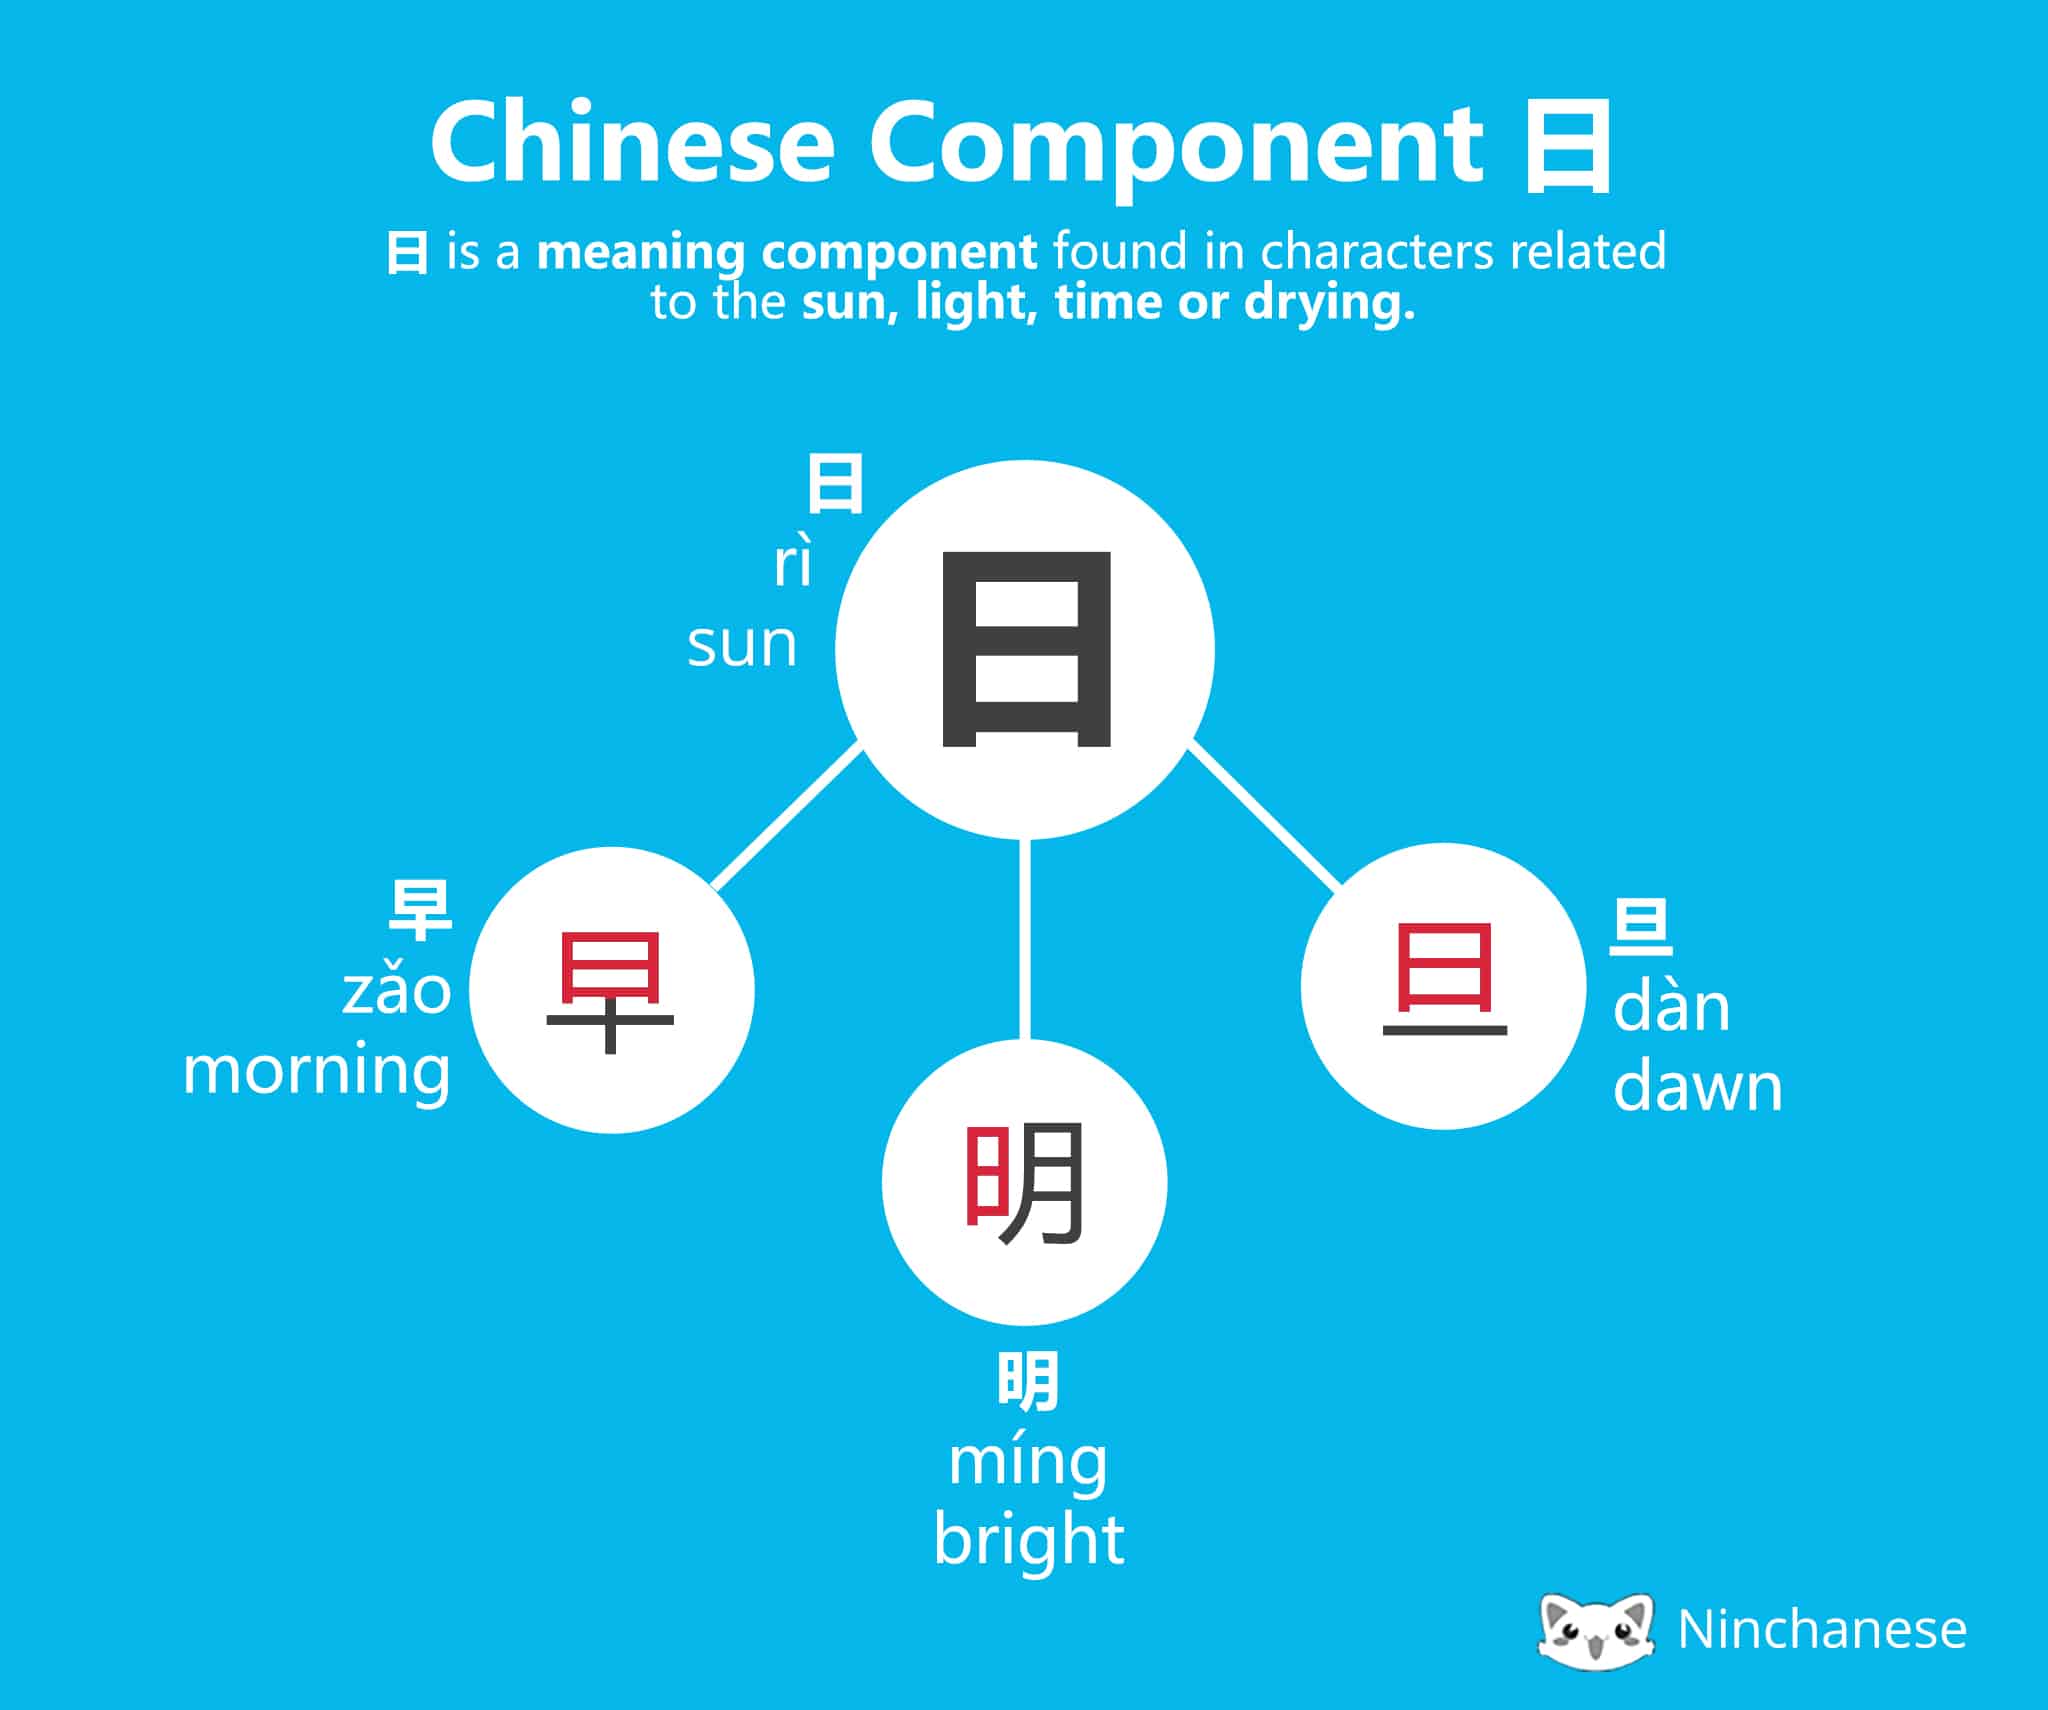 Chinese Component 日
日 is a meaning component found in characters related
to the sun, light, time or drying.
日
rì
sun
日
早
zǎo
morning
早
旦
旦
dàn
dawn
明
明
míng
bright
Ninchanese